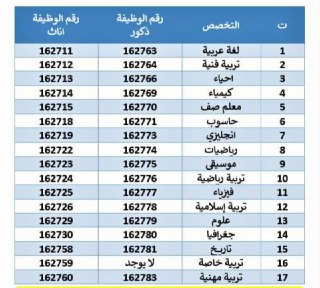 ت التخصص رقم الوظيفة ذكور رقم الوظيفة اناث
1 لغة عربية 162763 162711
2 تربية فنية 162764 162712
3 احياء 162766 162713
4 كيمياء 162769 162714
5 معلم صف 162770 162715
6 حاسوب 162771 162718
7 انجليزي 162773 162719
8 رياضيات 162774 162722
9 موسيقى 162775 162723
10 تربية رياضية 162776 162724
11 فيزياء 162777 162725
12 تربية إسلامية 162778 162726
13 علوم 162779 162729
14 جغرافيا 162780 162730
15 تاريخ 162781 162758
16 تربية خاصة لا يوجد 162759
17 تربية مهنية 162783 162760